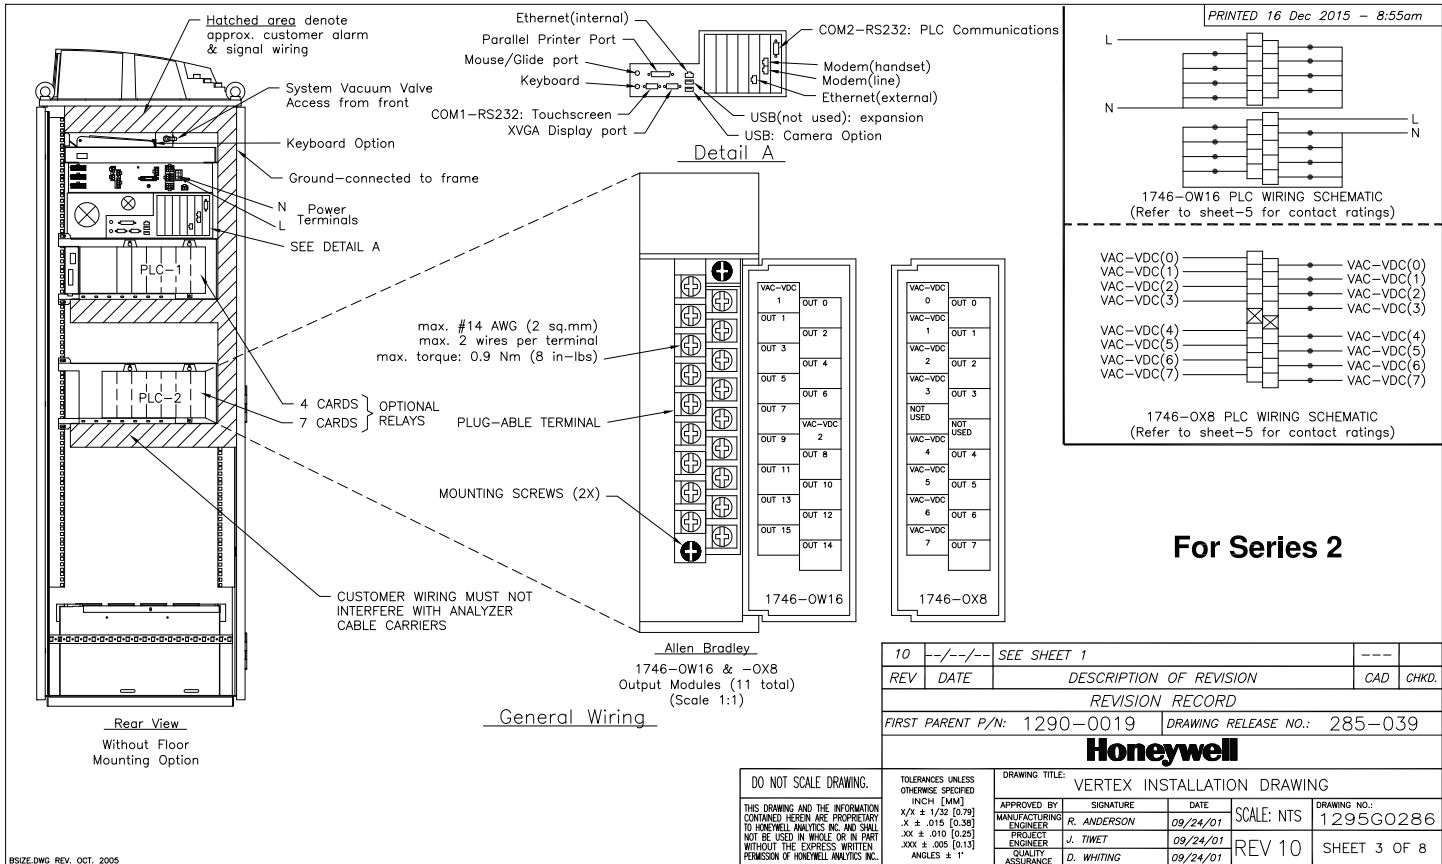 PRINTED 16 Dec 2015 - 8:55am
Hatched area denote
approx. customer alarm
& signal wiring
System Vacuum Valve
Access from front
Keyboard Option
Ground-connected to frame
N
L
Power
Terminals
SEE DETAIL A
PLC-1
PLC-2
4 CARDS
7 CARDS
OPTIONAL
RELAYS
CUSTOMER WIRING MUST NOT
INTERFERE WITH ANALYZER
CABLE CARRIERS
Rear View
Without Floor
Mounting Option
Ethernet(internal)
Parallel Printer Port
Mouse/Glide port
Keyboard
COM1-RS232: Touchscreen
XVGA Display port
COM2-RS232: PLC Communications
Modem(handset)
Modem(line)
Ethernet(external)
USB(not used): expansion
USB: Camera Option
Detail A
max. #14 AWG (2 sq.mm)
max. 2 wires per terminal
max. torque: 0.9 Nm (8 in-lbs)
PLUG-ABLE TERMINAL
MOUNTING SCREWS (2X)
VAC-VDC
1
OUT 0
OUT 1
OUT 2
OUT 3
OUT 4
OUT 5
OUT 6
OUT 7
VAC-VDC
2
OUT 9
OUT 8
OUT 11
OUT 10
OUT 13
OUT 12
OUT 15
OUT 14
1746-OW16
VAC-VDC
0
OUT 0
VAC-VDC
1
OUT 1
VAC-VDC
2
OUT 2
VAC-VDC
3
OUT 3
NOT
USED
NOT
USED
VAC-VDC
4
OUT 4
VAC-VDC
5
OUT 5
VAC-VDC
6
OUT 6
VAC-VDC
7
OUT 7
1746-OX8
Allen Bradley
1746-OW16 & -OX8
Output Modules (11 total)
(Scale 1:1)
General Wiring
L
N
L
N
1746-OW16 PLC WIRING SCHEMATIC
(Refer to sheet-5 for contact ratings)
VAC-VDC(0)
VAC-VDC(1)
VAC-VDC(2)
VAC-VDC(3)
VAC-VDC(4)
VAC-VDC(5)
VAC-VDC(6)
VAC-VDC(7)
VAC-VDC(0)
VAC-VDC(1)
VAC-VDC(2)
VAC-VDC(3)
VAC-VDC(4)
VAC-VDC(5)
VAC-VDC(6)
VAC-VDC(7)
1746-OX8 PLC WIRING SCHEMATIC
(Refer to sheet-5 for contact ratings)
For Series 2
10 --/--/-- SEE SHEET 1 ---
REV DATE DESCRIPTION OF REVISION CAD CHKD.
REVISION RECORD
FIRST PARENT P/N: 1290-0019 DRAWING RELEASE NO.: 285-039
Honeywell
DO NOT SCALE DRAWING.
THIS DRAWING AND THE INFORMATION
CONTAINED HEREIN ARE PROPRIETARY
TO HONEYWELL ANALYTICS INC. AND SHALL
NOT BE USED IN WHOLE OR IN PART
WITHOUT THE EXPRESS WRITTEN
PERMISSION OF HONEYWELL ANALYTICS INC..
TOLERANCES UNLESS
OTHERWISE SPECIFIED
INCH [MM]
X/X ± 1/32 [0.79]
.X ± .015 [0.38]
.XX ± .010 [0.25]
.XXX ± .005 [0.13]
ANGLES ± 1°
DRAWING TITLE:
VERTEX INSTALLATION DRAWING
APPROVED BY SIGNATURE DATE
MANUFACTURING
ENGINEER R. ANDERSON 09/24/01
PROJECT
ENGINEER J. TIWET 09/24/01
QUALITY
ASSURANCE D. WHITING 09/24/01
SCALE: NTS
REV 10
DRAWING NO.:
1295G0286
SHEET 3 OF 8
BSIZE.DWG REV. OCT. 2005